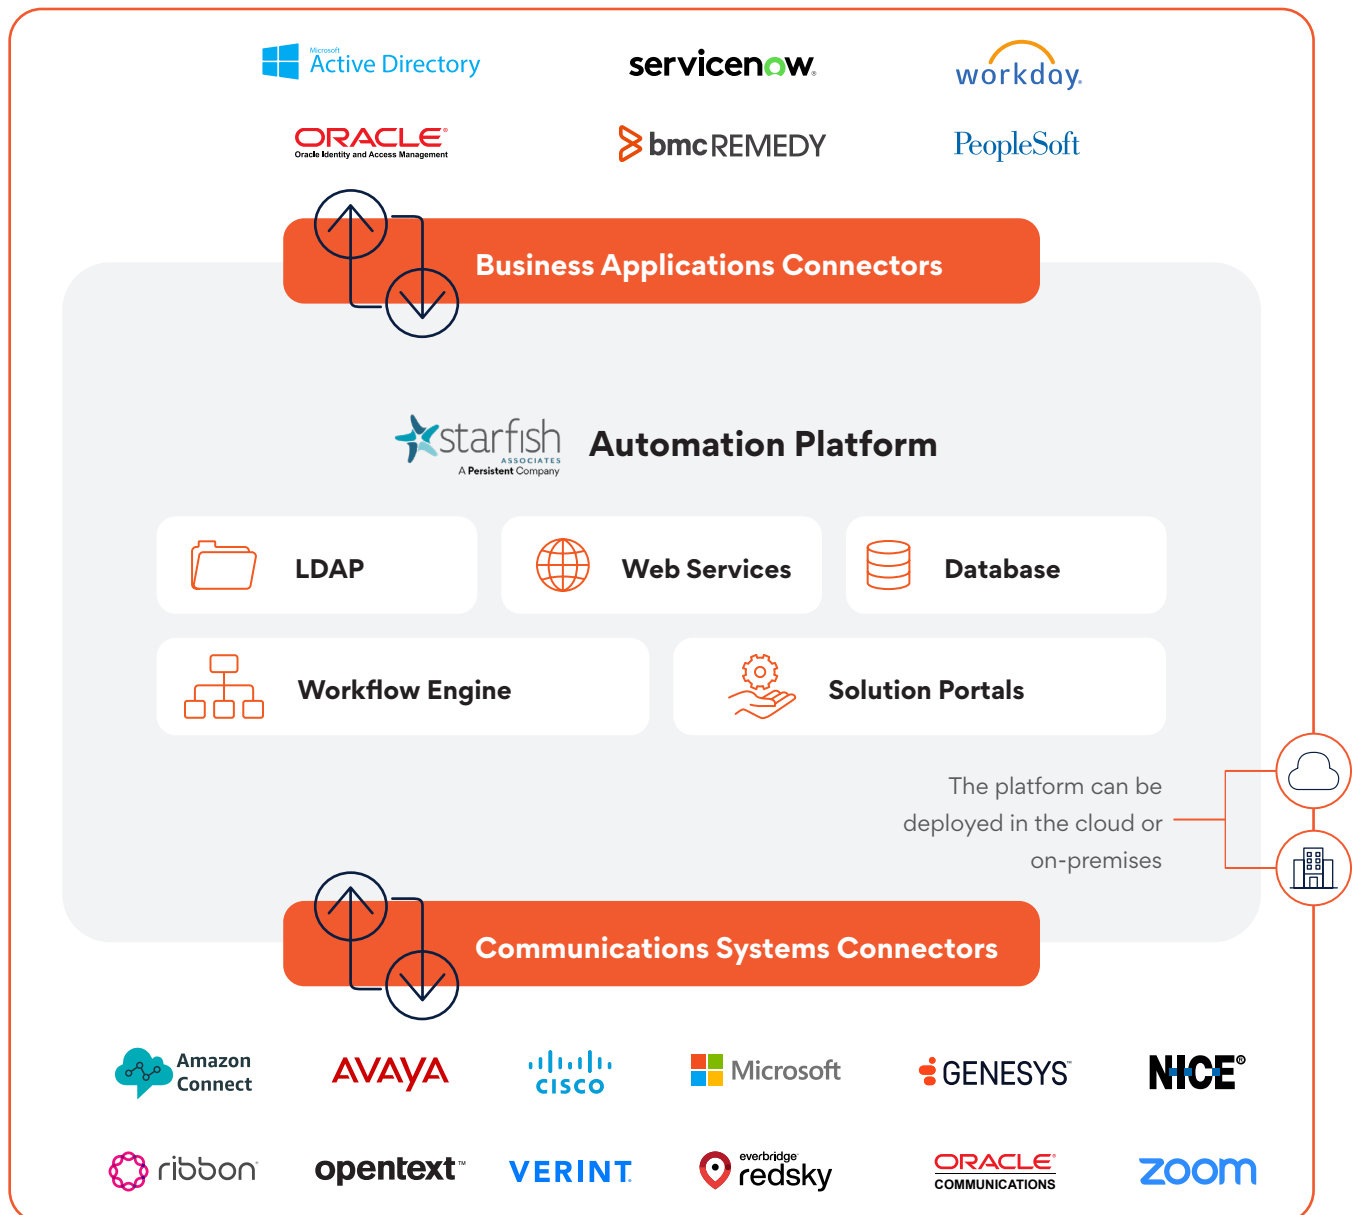 Microsoft
Active Directory
servicenow®
workday®
ORACLE®
Oracle Identity and Access Management
bmc REMEDY
PeopleSoft
Business Applications Connectors
starfish
ASSOCIATES
A Persistent Company
Automation Platform
LDAP
Web Services
Database
Workflow Engine
Solution Portals
The platform can be
deployed in the cloud or
on-premises
Communications Systems Connectors
Amazon
Connect
AVAYA
CISCO
Microsoft
GENESYS™
NICE®
ribbon
opentext™
VERINT
everbridge
redsky
ORACLE®
COMMUNICATIONS
zoom